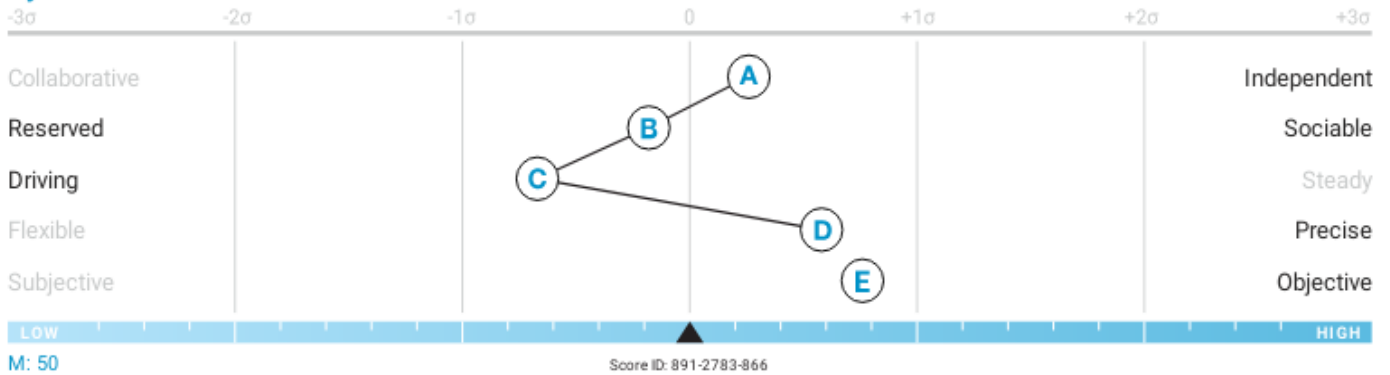 -3σ -2σ -1σ 0 +1σ +2σ +3σ
Collaborative A Independent
Reserved B Sociable
Driving C Steady
Flexible D Precise
Subjective E Objective
LOW HIGH
M: 50 Score ID: 891-2783-866